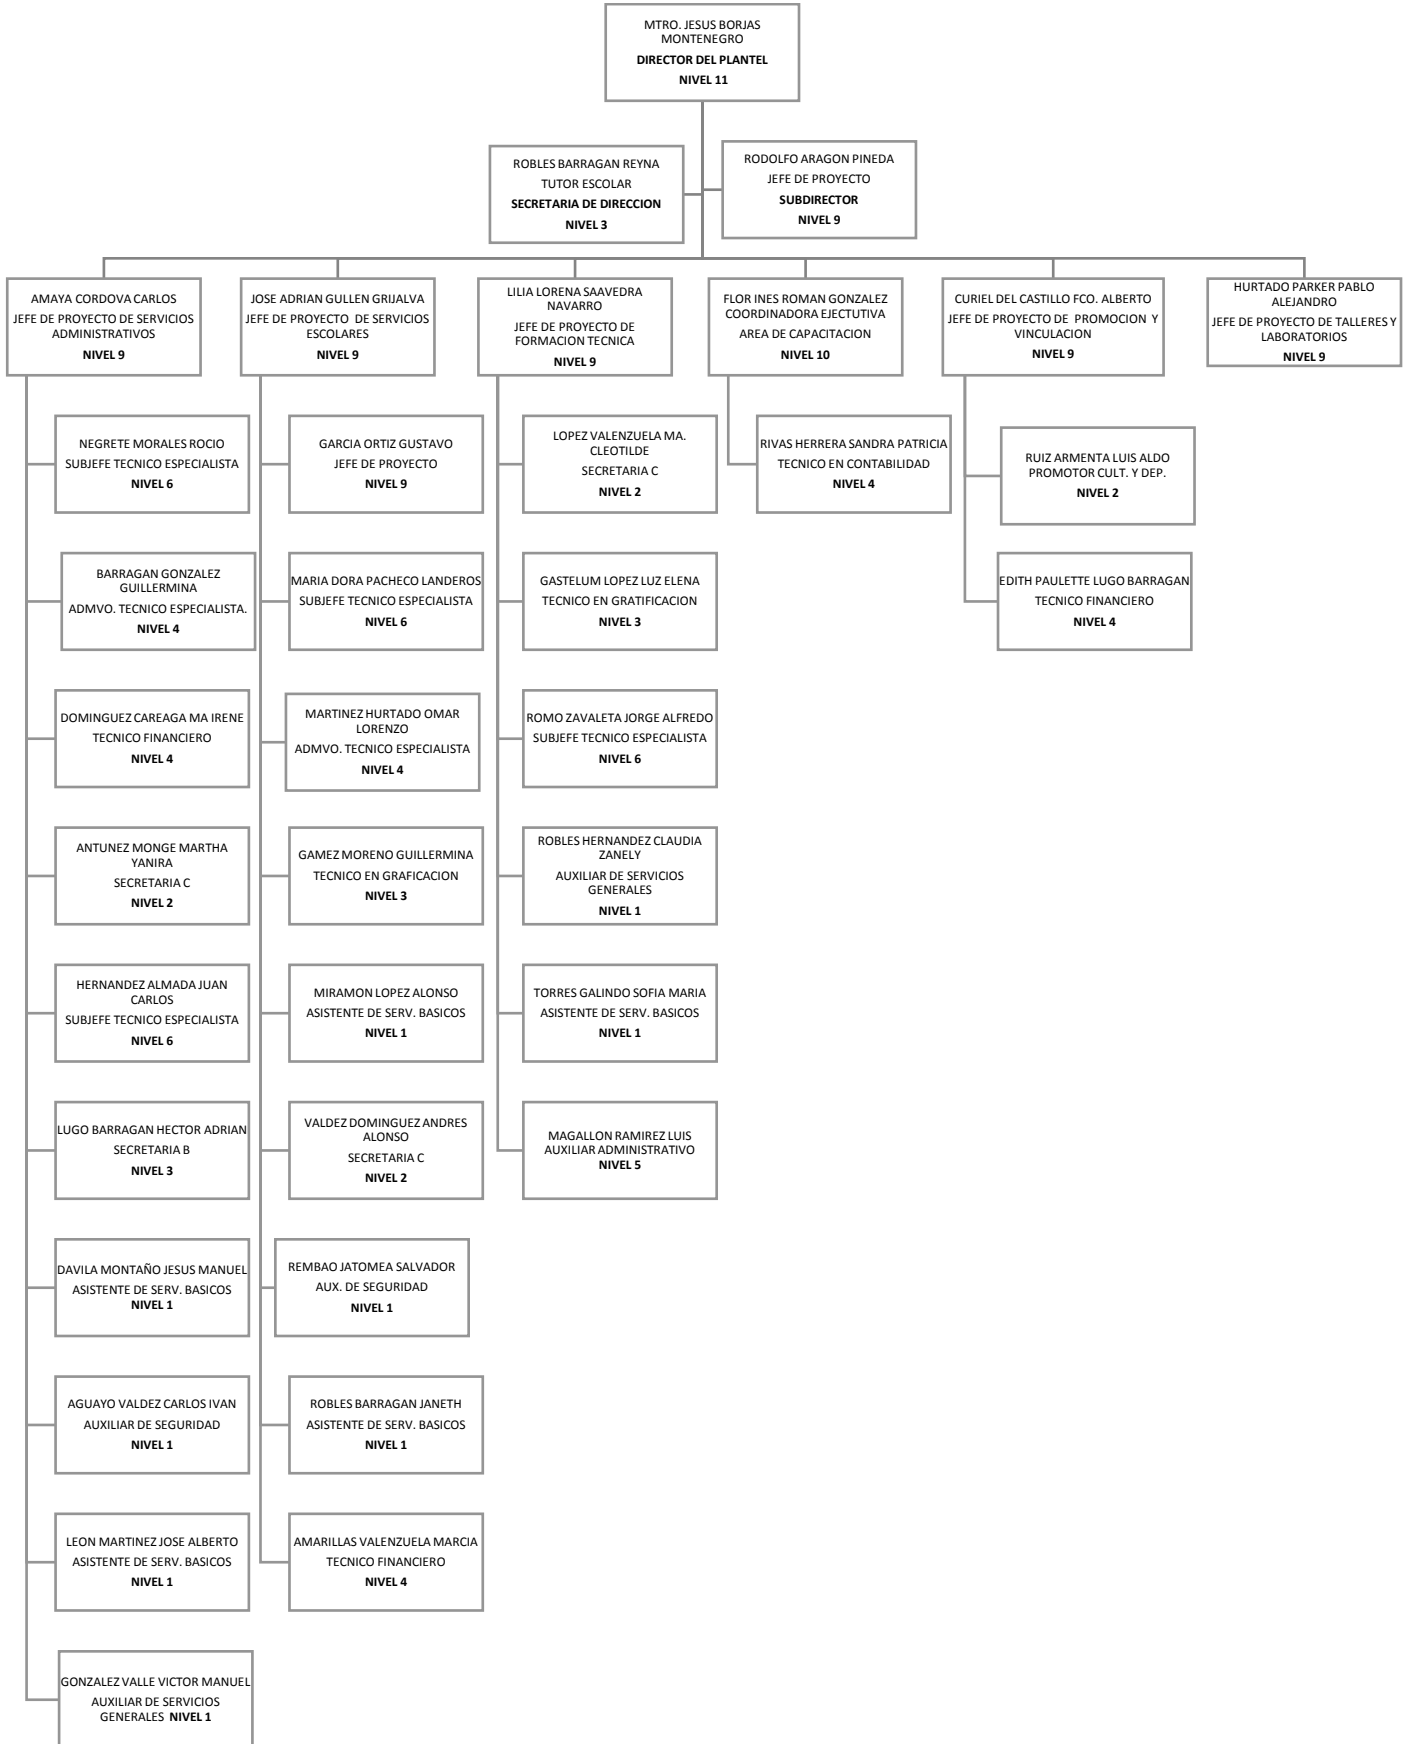 MTRO. JESUS BORJAS
MONTENEGRO
DIRECTOR DEL PLANTEL
NIVEL 11
ROBLES BARRAGAN REYNA
TUTOR ESCOLAR
SECRETARIA DE DIRECCION
NIVEL 3
RODOLFO ARAGON PINEDA
JEFE DE PROYECTO
SUBDIRECTOR
NIVEL 9
AMAYA CORDOVA CARLOS
JEFE DE PROYECTO DE SERVICIOS
ADMINISTRATIVOS
NIVEL 9
NEGRETE MORALES ROCIO
SUBJEFE TECNICO ESPECIALISTA
NIVEL 6
BARRAGAN GONZALEZ
GUILLERMINA
ADMVO. TECNICO ESPECIALISTA.
NIVEL 4
DOMINGUEZ CAREAGA MA IRENE
TECNICO FINANCIERO
NIVEL 4
ANTUNEZ MONGE MARTHA
YANIRA
SECRETARIA C
NIVEL 2
HERNANDEZ ALMADA JUAN
CARLOS
SUBJEFE TECNICO ESPECIALISTA
NIVEL 6
LUGO BARRAGAN HECTOR ADRIAN
SECRETARIA B
NIVEL 3
DAVILA MONTAÑO JESUS MANUEL
ASISTENTE DE SERV. BASICOS
NIVEL 1
AGUAYO VALDEZ CARLOS IVAN
AUXILIAR DE SEGURIDAD
NIVEL 1
LEON MARTINEZ JOSE ALBERTO
ASISTENTE DE SERV. BASICOS
NIVEL 1
GONZALEZ VALLE VICTOR MANUEL
AUXILIAR DE SERVICIOS
GENERALES NIVEL 1
JOSE ADRIAN GULLEN GRIJALVA
JEFE DE PROYECTO DE SERVICIOS
ESCOLARES
NIVEL 9
GARCIA ORTIZ GUSTAVO
JEFE DE PROYECTO
NIVEL 9
MARIA DORA PACHECO LANDEROS
SUBJEFE TECNICO ESPECIALISTA
NIVEL 6
MARTINEZ HURTADO OMAR
LORENZO
ADMVO. TECNICO ESPECIALISTA
NIVEL 4
GAMEZ MORENO GUILLERMINA
TECNICO EN GRAFICACION
NIVEL 3
MIRAMON LOPEZ ALONSO
ASISTENTE DE SERV. BASICOS
NIVEL 1
VALDEZ DOMINGUEZ ANDRES
ALONSO
SECRETARIA C
NIVEL 2
REMBAO JATOMEA SALVADOR
AUX. DE SEGURIDAD
NIVEL 1
ROBLES BARRAGAN JANETH
ASISTENTE DE SERV. BASICOS
NIVEL 1
AMARILLAS VALENZUELA MARCIA
TECNICO FINANCIERO
NIVEL 4
LILIA LORENA SAAVEDRA
NAVARRO
JEFE DE PROYECTO DE
FORMACION TECNICA
NIVEL 9
LOPEZ VALENZUELA MA.
CLEOTILDE
SECRETARIA C
NIVEL 2
GASTELUM LOPEZ LUZ ELENA
TECNICO EN GRATIFICACION
NIVEL 3
ROMO ZAVALETA JORGE ALFREDO
SUBJEFE TECNICO ESPECIALISTA
NIVEL 6
ROBLES HERNANDEZ CLAUDIA
ZANELY
AUXILIAR DE SERVICIOS
GENERALES
NIVEL 1
TORRES GALINDO SOFIA MARIA
ASISTENTE DE SERV. BASICOS
NIVEL 1
MAGALLON RAMIREZ LUIS
AUXILIAR ADMINISTRATIVO
NIVEL 5
FLOR INES ROMAN GONZALEZ
COORDINADORA EJECTUTIVA
AREA DE CAPACITACION
NIVEL 10
RIVAS HERRERA SANDRA PATRICIA
TECNICO EN CONTABILIDAD
NIVEL 4
CURIEL DEL CASTILLO FCO. ALBERTO
JEFE DE PROYECTO DE PROMOCION Y
VINCULACION
NIVEL 9
RUIZ ARMENTA LUIS ALDO
PROMOTOR CULT. Y DEP.
NIVEL 2
EDITH PAULETTE LUGO BARRAGAN
TECNICO FINANCIERO
NIVEL 4
HURTADO PARKER PABLO
ALEJANDRO
JEFE DE PROYECTO DE TALLERES Y
LABORATORIOS
NIVEL 9